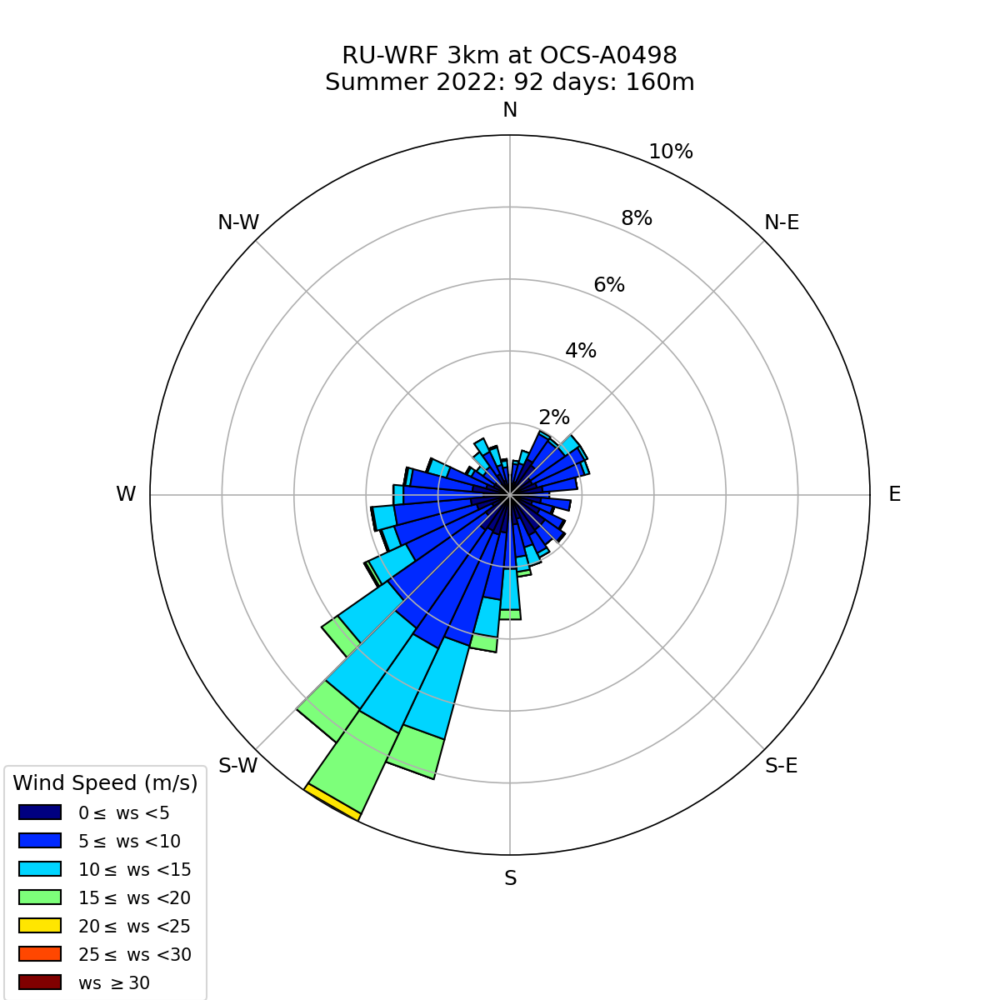 RU-WRF 3km at OCS-A0498
Summer 2022: 92 days: 160m
N
10%
N-W
8%
N-E
6%
4%
2%
W
E
S-W
S-E
S
Wind Speed (m/s)
0 ≤ ws <5
5 ≤ ws <10
10 ≤ ws <15
15 ≤ ws <20
20 ≤ ws <25
25 ≤ ws <30
ws ≥ 30